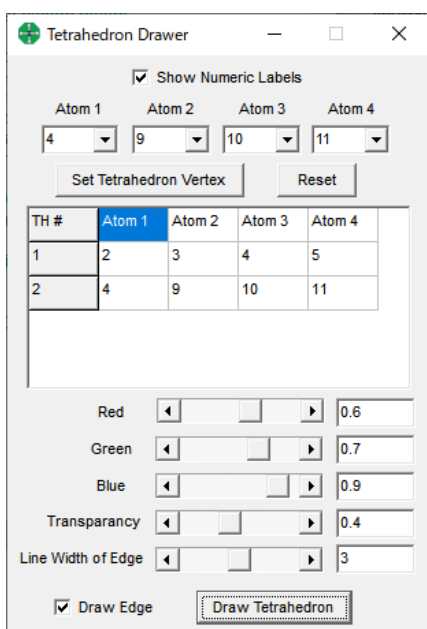 Tetrahedron Drawer
Show Numeric Labels
Atom 1 Atom 2 Atom 3 Atom 4
4 9 10 11
Set Tetrahedron Vertex Reset
TH # Atom 1 Atom 2 Atom 3 Atom 4
1 2 3 4 5
2 4 9 10 11
Red 0.6
Green 0.7
Blue 0.9
Transparancy 0.4
Line Width of Edge 3
Draw Edge Draw Tetrahedron